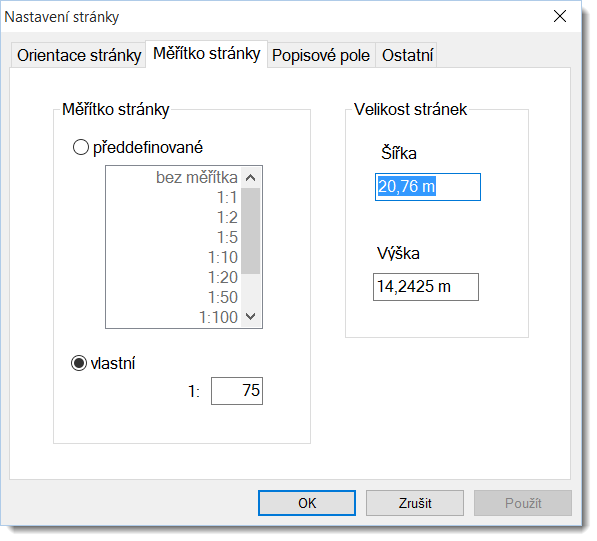 Nastavení stránky
Orientace stránky
Měřítko stránky
Popisové pole
Ostatní
Měřítko stránky
předdefinované
bez měřítka
1:1
1:2
1:5
1:10
1:20
1:50
1:100
vlastní
1: 75
Velikost stránek
Šířka
20,76 m
Výška
14,2425 m
OK
Zrušit
Použít